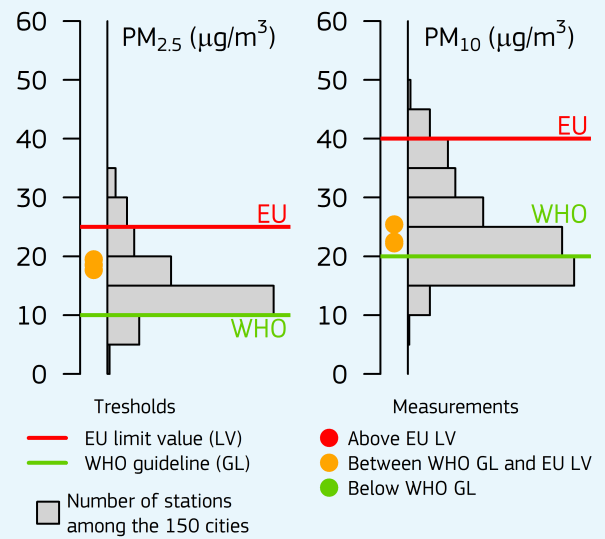 60
50
40
30
20
10
0
PM2.5 (μg/m³)
EU
WHO
60
50
40
30
20
10
0
PM10 (μg/m³)
EU
WHO
Tresholds
EU limit value (LV)
WHO guideline (GL)
Number of stations
among the 150 cities
Measurements
Above EU LV
Between WHO GL and EU LV
Below WHO GL